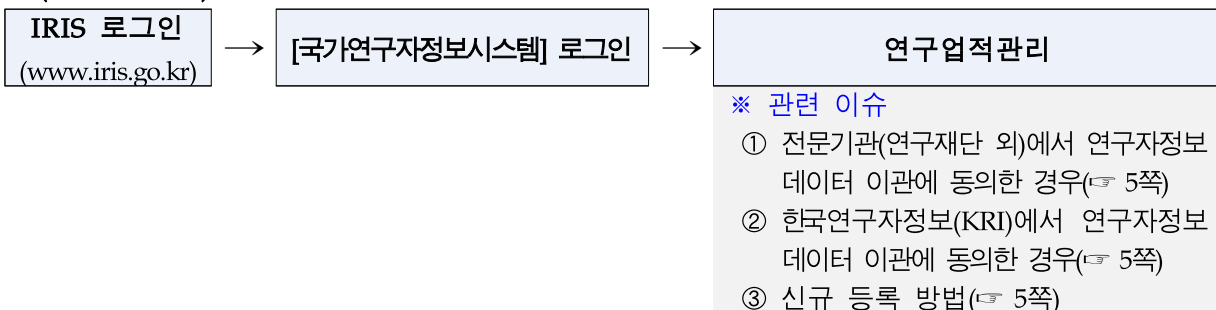 IRIS 로그인
(www.iris.go.kr)
→ [국가연구자정보시스템] 로그인 →
연구업적관리
※ 관련 이슈
① 전문기관(연구재단 외)에서 연구자정보
데이터 이관에 동의한 경우(☞ 5쪽)
② 한국연구자정보(KRI)에서 연구자정보
데이터 이관에 동의한 경우(☞ 5쪽)
③ 신규 등록 방법(☞ 5쪽)